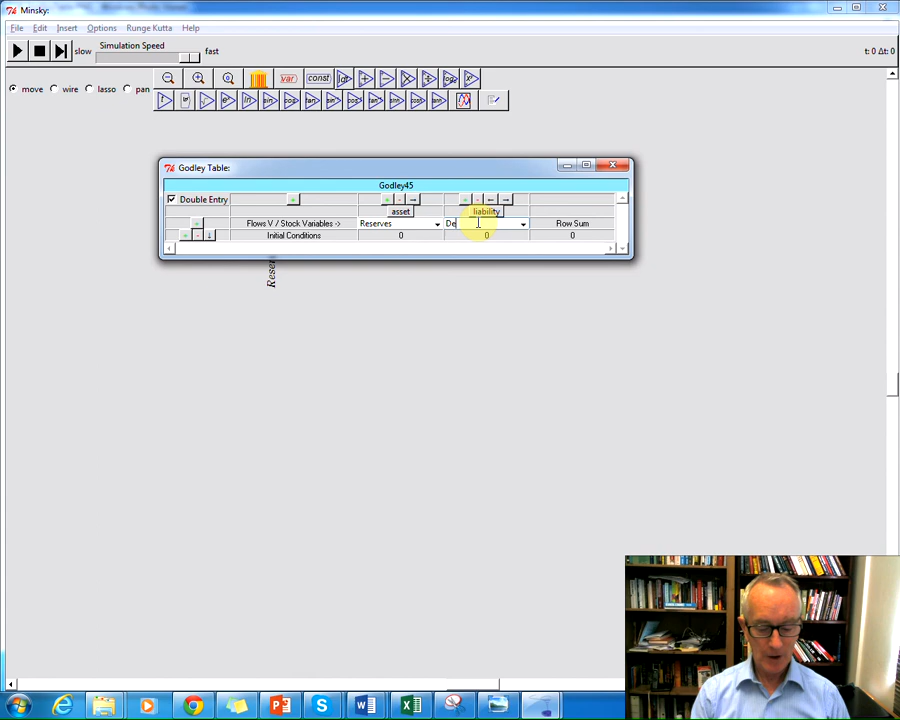 Minsky:
File Edit Insert Options Runge Kutta Help
Simulation Speed
slow fast
t: 0 Δt: 0
move wire lasso pan
var const
Godley Table:
Godley45
Double Entry
asset liability
Flows V / Stock Variables -> Reserves De Row Sum
Initial Conditions 0 0 0
Reser